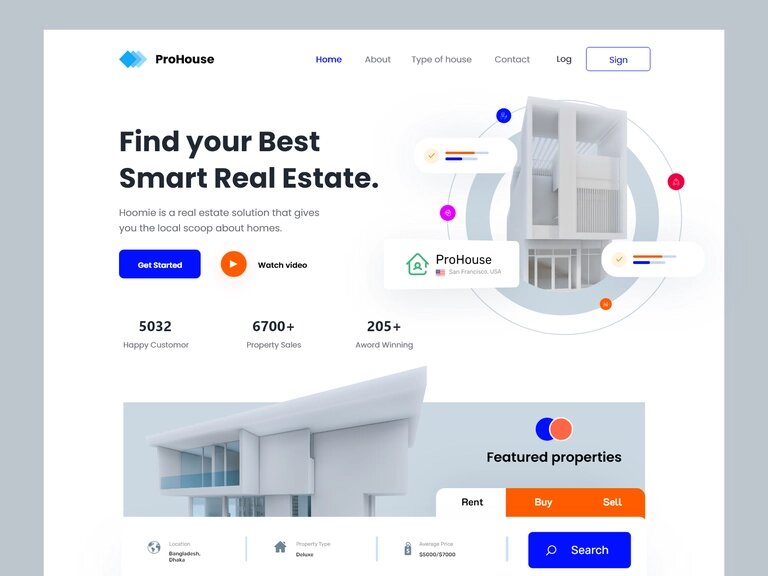 ProHouse
Home
About
Type of house
Contact
Log
Sign
Find your Best
Smart Real Estate.
Hoomie is a real estate solution that gives
you the local scoop about homes.
Get Started
Watch video
ProHouse
San Francisco, USA
5032
6700+
205+
Happy Customor
Property Sales
Award Winning
Featured properties
Rent
Buy
Sell
Location
Bangladesh,
Dhaka
Property Type
Deluxe
Average Price
$5000/$7000
Search